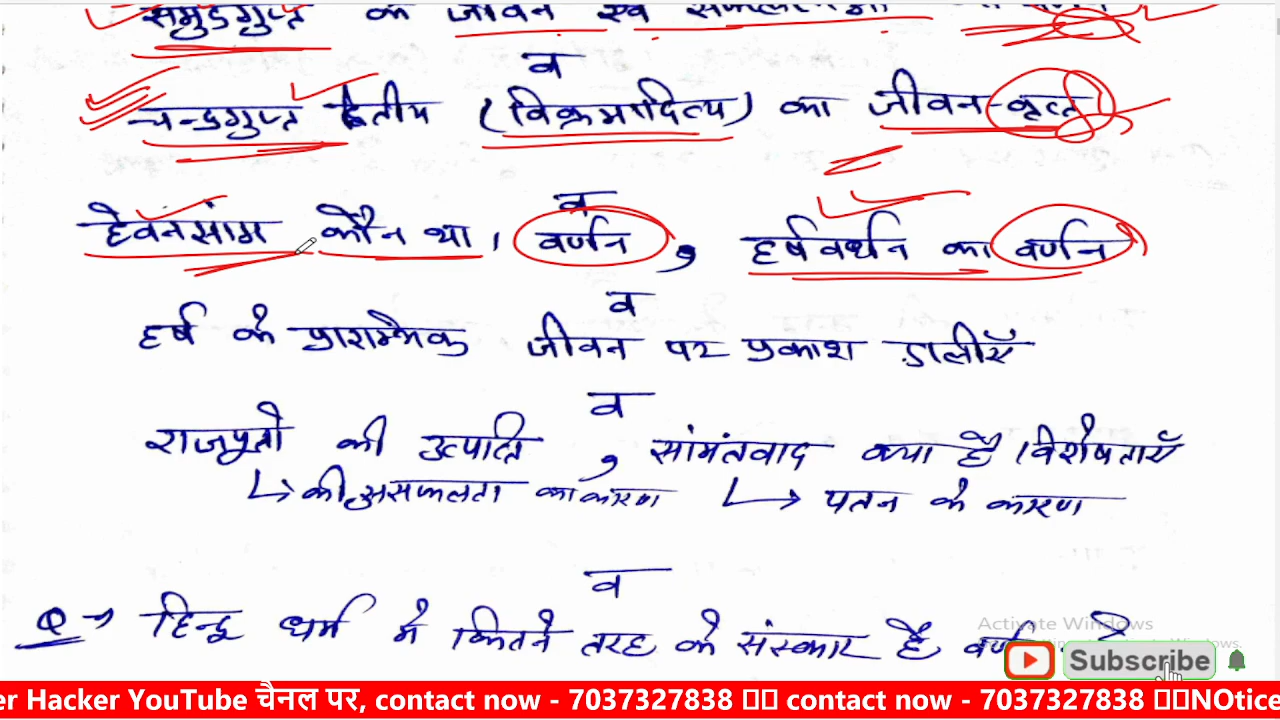 समुद्रगुप्त के जीवन एवं सफलताओं
व
चन्द्रगुप्त द्वितीय (विक्रमादित्य) का जीवन-वृत्त
व
हेवनसांग कौन था। वर्णन, हर्षवर्धन का वर्णन
व
हर्ष के प्रारम्भिक जीवन पर प्रकाश डालीएँ
व
राजपूतो की उत्पत्ति, सांमंतवाद क्या है। विशेषताएँ
↳ की असफलता का कारण ↳ पतन के कारण
व
Q → हिन्दू धर्म मे कितने तरह के संस्कार है
Activate Windows
Subscribe
er Hacker YouTube चैनल पर, contact now - 7037327838 contact now - 7037327838 NOtice